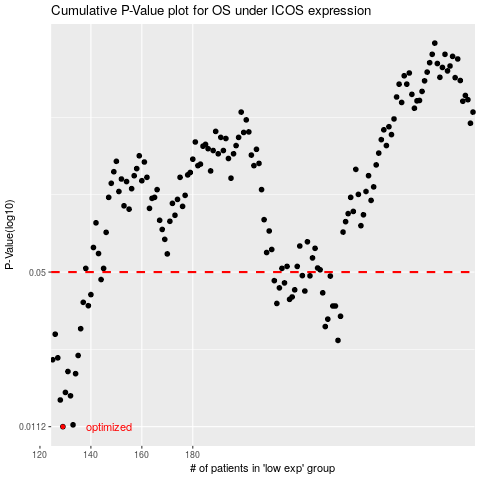 Cumulative P-Value plot for OS under ICOS expression
P-Value(log10)
0.05
0.0112
optimized
120 140 160 180
# of patients in 'low exp' group